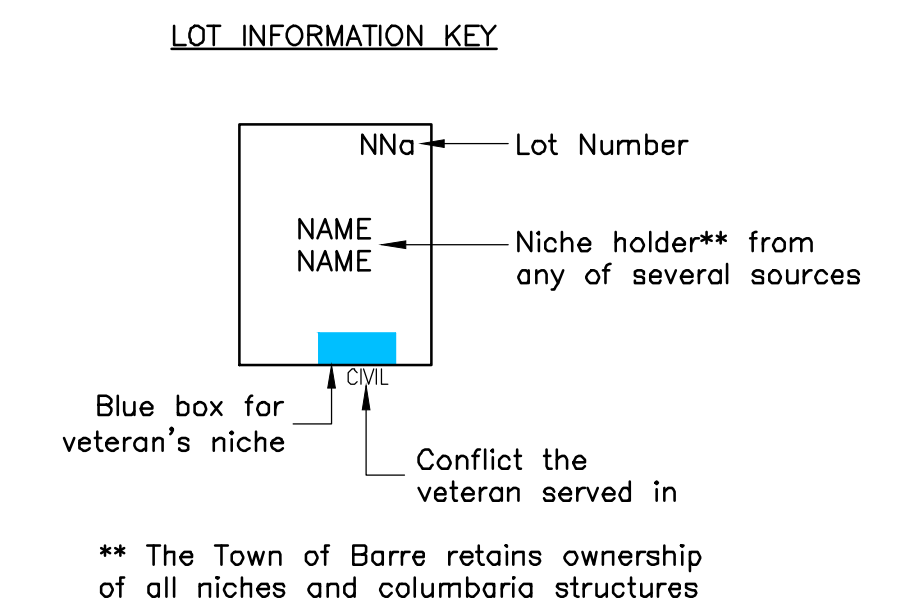 LOT INFORMATION KEY
NNa
Lot Number
NAME
NAME
Niche holder** from
any of several sources
CIVIL
Blue box for
veteran's niche
Conflict the
veteran served in
** The Town of Barre retains ownership
of all niches and columbaria structures